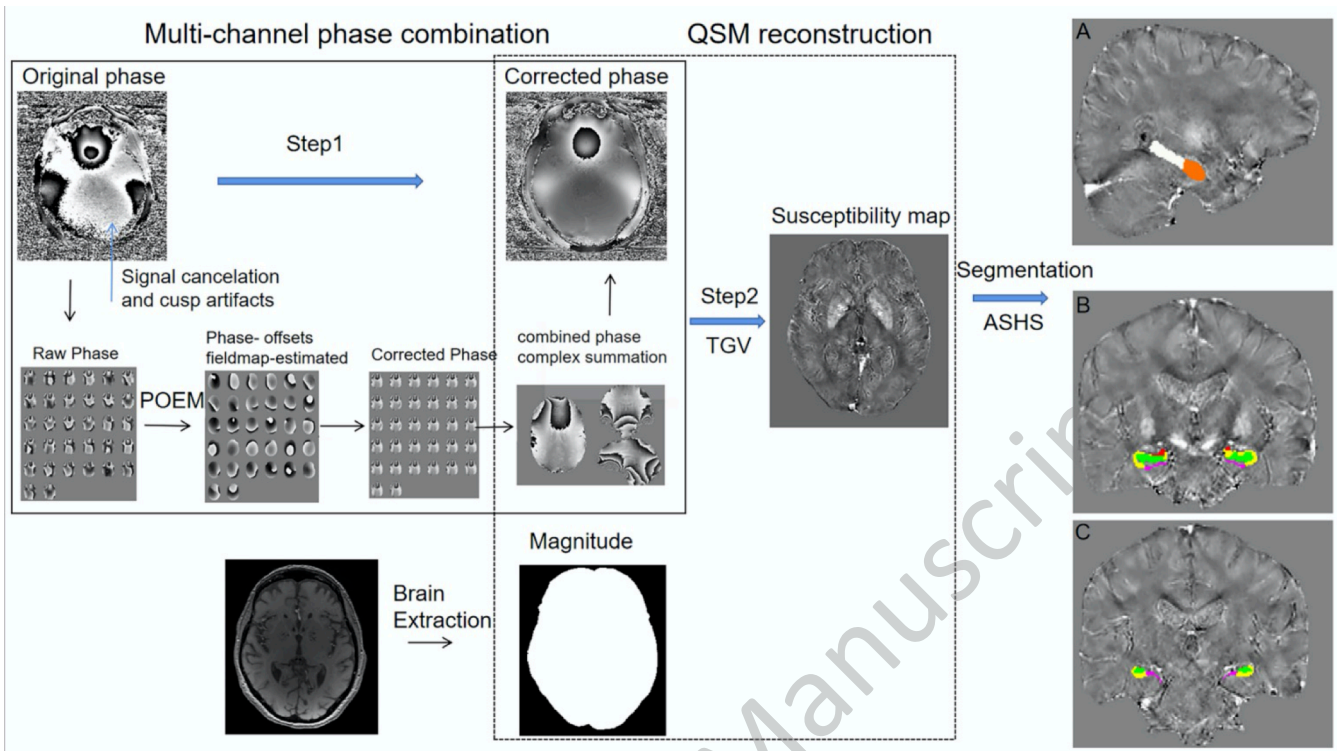 Multi-channel phase combination
QSM reconstruction
Original phase
Step1
Corrected phase
Signal cancelation
and cusp artifacts
Raw Phase
POEM
Phase- offsets
fieldmap-estimated
Corrected Phase
combined phase
complex summation
Step2
TGV
Susceptibility map
Segmentation
ASHS
A
B
C
Brain
Extraction
Magnitude
Manuscrip